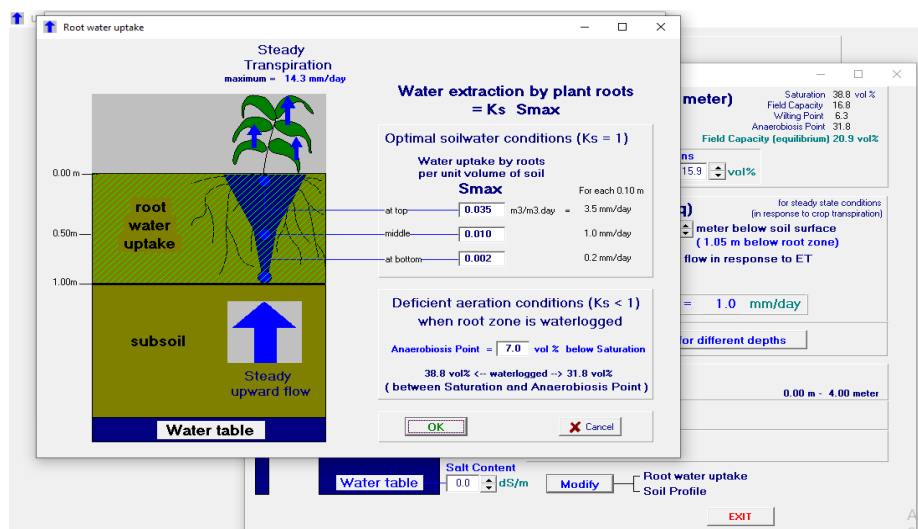 Root water uptake
Steady
Transpiration
maximum = 14.3 mm/day
0.00 m
root
water
uptake
0.50m
1.00m
subsoil
Steady
upward flow
Water table
Water extraction by plant roots
= Ks Smax
Optimal soilwater conditions (Ks = 1)
Water uptake by roots
per unit volume of soil
Smax
For each 0.10 m
at top 0.035 m3/m3.day = 3.5 mm/day
middle 0.010 1.0 mm/day
at bottom 0.002 0.2 mm/day
Deficient aeration conditions (Ks < 1)
when root zone is waterlogged
Anaerobiosis Point = 7.0 vol % below Saturation
38.8 vol% <-- waterlogged --> 31.8 vol%
( between Saturation and Anaerobiosis Point )
OK Cancel
meter)
Saturation 38.8 vol %
Field Capacity 16.8
Wilting Point 6.3
Anaerobiosis Point 31.8
Field Capacity (equilibrium) 20.9 vol%
ns
15.9 vol%
for steady state conditions
(in response to crop transpiration)
meter below soil surface
( 1.05 m below root zone)
flow in response to ET
= 1.0 mm/day
for different depths
0.00 m - 4.00 meter
Water table
Salt Content
0.0 dS/m
Modify
Root water uptake
Soil Profile
EXIT